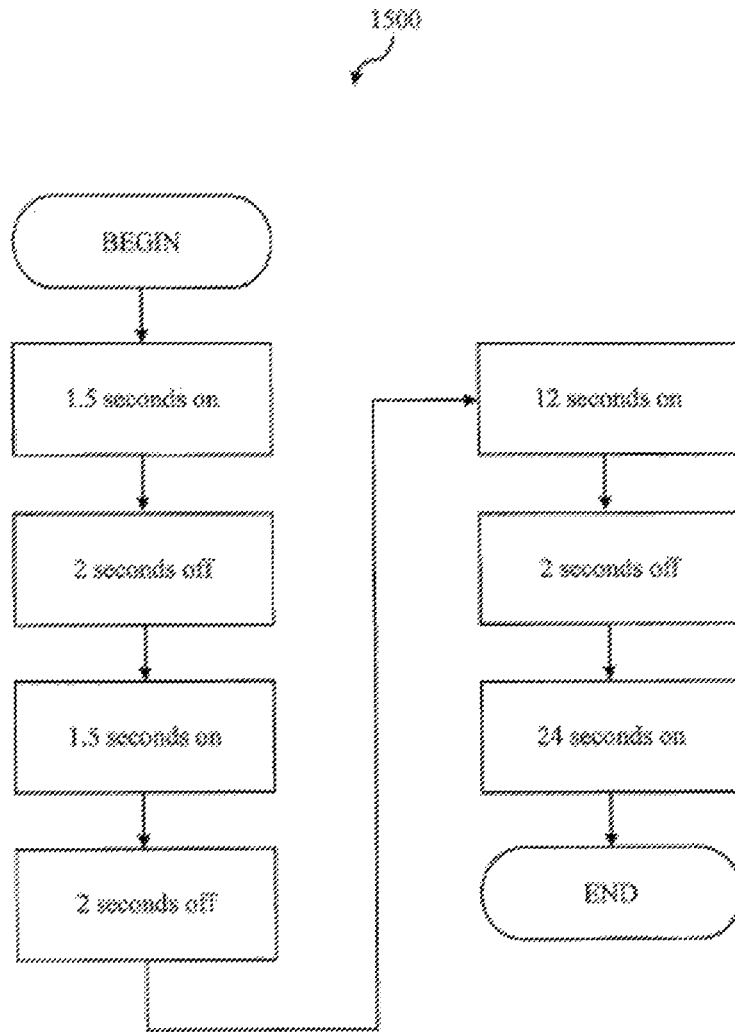 1500
BEGIN
1.5 seconds on
2 seconds off
1.5 seconds on
2 seconds off
12 seconds on
2 seconds off
24 seconds on
END